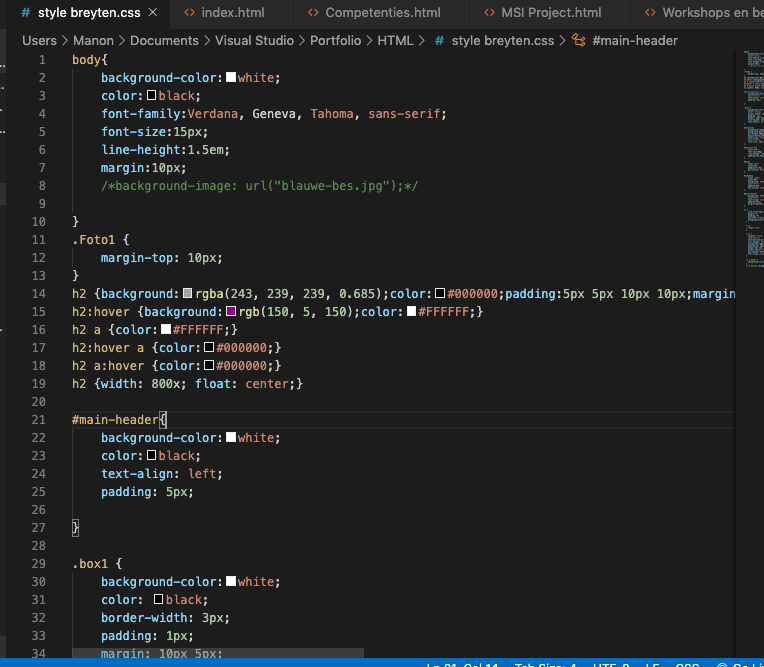 # style breyten.css × <> index.html <> Competenties.html <> MSI Project.html <> Workshops en be
Users > Manon > Documents > Visual Studio > Portfolio > HTML > # style breyten.css > #main-header
1 body{
2 background-color:white;
3 color:black;
4 font-family:Verdana, Geneva, Tahoma, sans-serif;
5 font-size:15px;
6 line-height:1.5em;
7 margin:10px;
8 /*background-image: url("blauwe-bes.jpg");*/
9
10 }
11 .Foto1 {
12 margin-top: 10px;
13 }
14 h2 {background:rgba(243, 239, 239, 0.685);color:#000000;padding:5px 5px 10px 10px;margin
15 h2:hover {background:rgb(150, 5, 150);color:#FFFFFF;}
16 h2 a {color:#FFFFFF;}
17 h2:hover a {color:#000000;}
18 h2 a:hover {color:#000000;}
19 h2 {width: 800x; float: center;}
20
21 #main-header{
22 background-color:white;
23 color:black;
24 text-align: left;
25 padding: 5px;
26
27 }
28
29 .box1 {
30 background-color:white;
31 color: black;
32 border-width: 3px;
33 padding: 1px;
34 margin: 10px 5px;
Ln 21, Col 14 Tab Size: 4 UTF-8 LF CSS Go Li